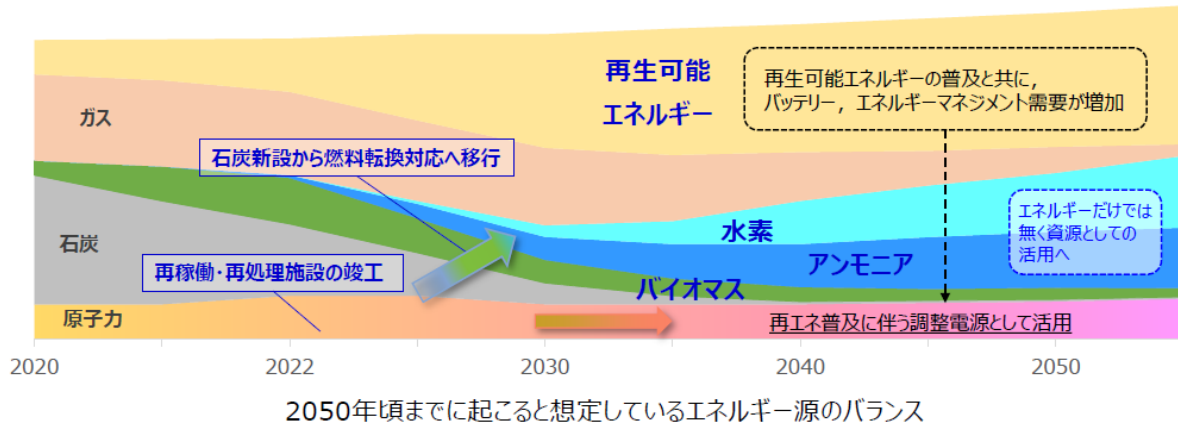 再生可能
エネルギー
再生可能エネルギーの普及と共に,
バッテリー, エネルギーマネジメント需要が増加
ガス
石炭新設から燃料転換対応へ移行
エネルギーだけでは
無く資源としての
活用へ
水素
石炭
アンモニア
再稼働・再処理施設の竣工
バイオマス
原子力
再エネ普及に伴う調整電源として活用
2020
2022
2030
2040
2050
2050年頃までに起こると想定しているエネルギー源のバランス